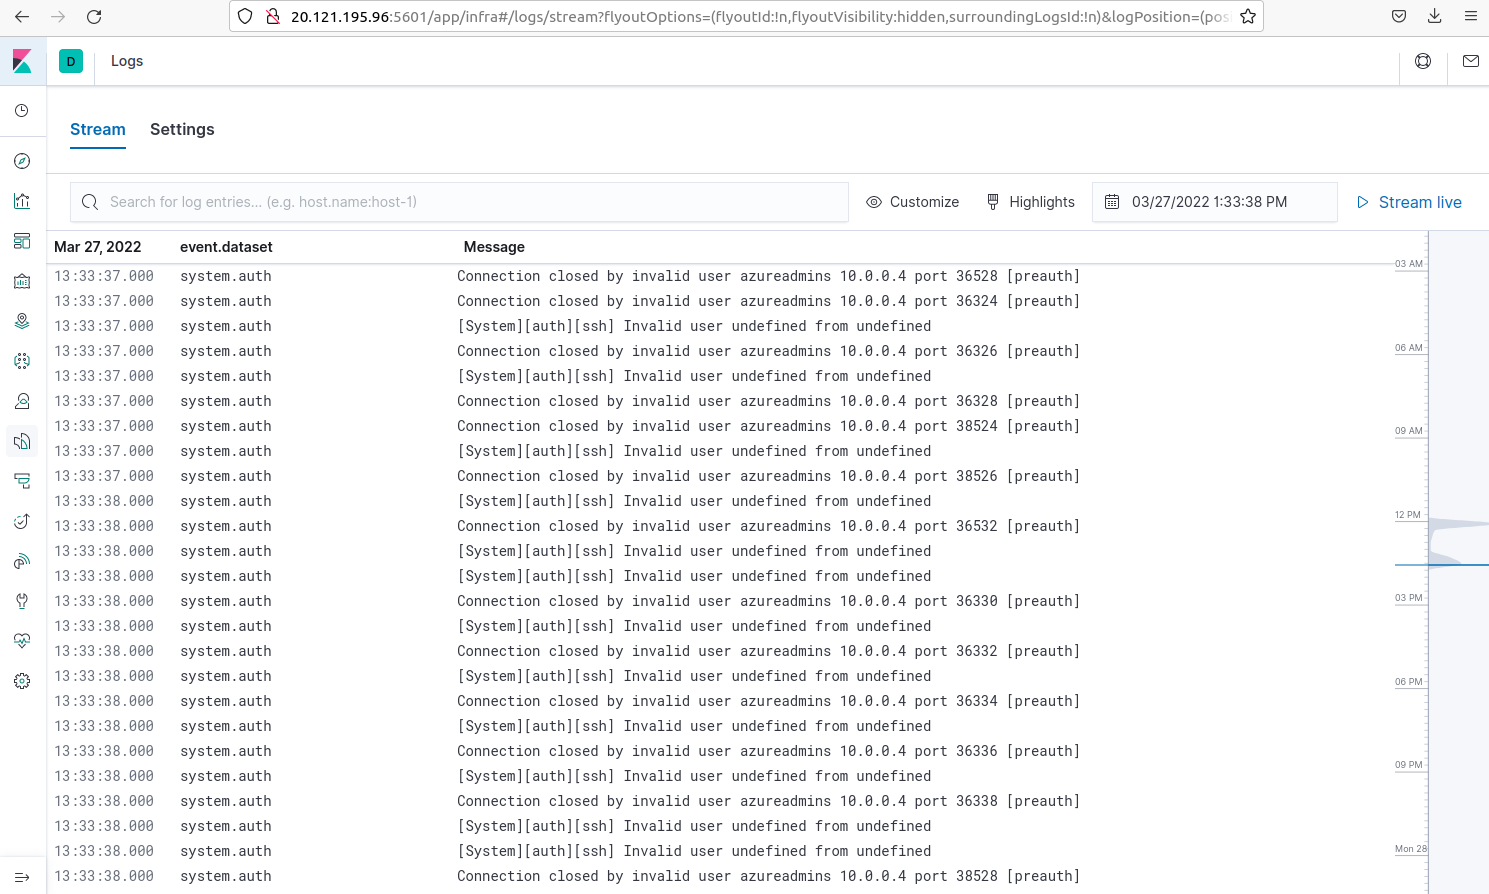 20.121.195.96:5601/app/infra#/logs/stream?flyoutOptions=(flyoutId:!n,flyoutVisibility:hidden,surroundingLogsId:!n)&logPosition=(pos
D Logs
Stream Settings
Search for log entries... (e.g. host.name:host-1) Customize Highlights 03/27/2022 1:33:38 PM Stream live
Mar 27, 2022 event.dataset Message
13:33:37.000 system.auth Connection closed by invalid user azureadmins 10.0.0.4 port 36528 [preauth]
13:33:37.000 system.auth Connection closed by invalid user azureadmins 10.0.0.4 port 36324 [preauth]
13:33:37.000 system.auth [System][auth][ssh] Invalid user undefined from undefined
13:33:37.000 system.auth Connection closed by invalid user azureadmins 10.0.0.4 port 36326 [preauth]
13:33:37.000 system.auth [System][auth][ssh] Invalid user undefined from undefined
13:33:37.000 system.auth Connection closed by invalid user azureadmins 10.0.0.4 port 36328 [preauth]
13:33:37.000 system.auth Connection closed by invalid user azureadmins 10.0.0.4 port 38524 [preauth]
13:33:37.000 system.auth [System][auth][ssh] Invalid user undefined from undefined
13:33:37.000 system.auth Connection closed by invalid user azureadmins 10.0.0.4 port 38526 [preauth]
13:33:38.000 system.auth [System][auth][ssh] Invalid user undefined from undefined
13:33:38.000 system.auth Connection closed by invalid user azureadmins 10.0.0.4 port 36532 [preauth]
13:33:38.000 system.auth [System][auth][ssh] Invalid user undefined from undefined
13:33:38.000 system.auth [System][auth][ssh] Invalid user undefined from undefined
13:33:38.000 system.auth Connection closed by invalid user azureadmins 10.0.0.4 port 36330 [preauth]
13:33:38.000 system.auth [System][auth][ssh] Invalid user undefined from undefined
13:33:38.000 system.auth Connection closed by invalid user azureadmins 10.0.0.4 port 36332 [preauth]
13:33:38.000 system.auth [System][auth][ssh] Invalid user undefined from undefined
13:33:38.000 system.auth Connection closed by invalid user azureadmins 10.0.0.4 port 36334 [preauth]
13:33:38.000 system.auth [System][auth][ssh] Invalid user undefined from undefined
13:33:38.000 system.auth Connection closed by invalid user azureadmins 10.0.0.4 port 36336 [preauth]
13:33:38.000 system.auth [System][auth][ssh] Invalid user undefined from undefined
13:33:38.000 system.auth Connection closed by invalid user azureadmins 10.0.0.4 port 36338 [preauth]
13:33:38.000 system.auth [System][auth][ssh] Invalid user undefined from undefined
13:33:38.000 system.auth [System][auth][ssh] Invalid user undefined from undefined
13:33:38.000 system.auth Connection closed by invalid user azureadmins 10.0.0.4 port 38528 [preauth]
03 AM
06 AM
09 AM
12 PM
03 PM
06 PM
09 PM
Mon 28